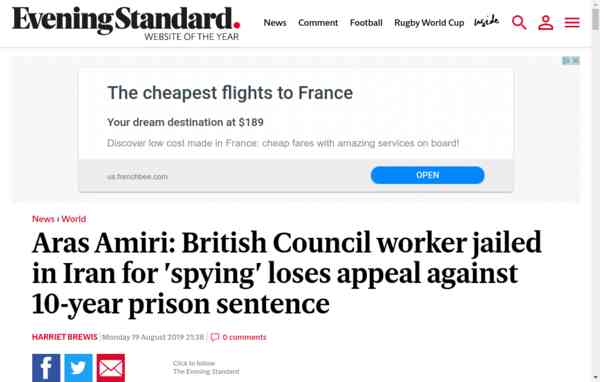 Evening Standard.
WEBSITE OF THE YEAR
News Comment Football Rugby World Cup Inside
The cheapest flights to France
Your dream destination at $189
Discover low cost made in France: cheap fares with amazing services on board!
us.frenchbee.com
OPEN
News › World
Aras Amiri: British Council worker jailed
in Iran for 'spying' loses appeal against
10-year prison sentence
HARRIET BREWIS | Monday 19 August 2019 21:38 | 0 comments
Click to follow
The Evening Standard